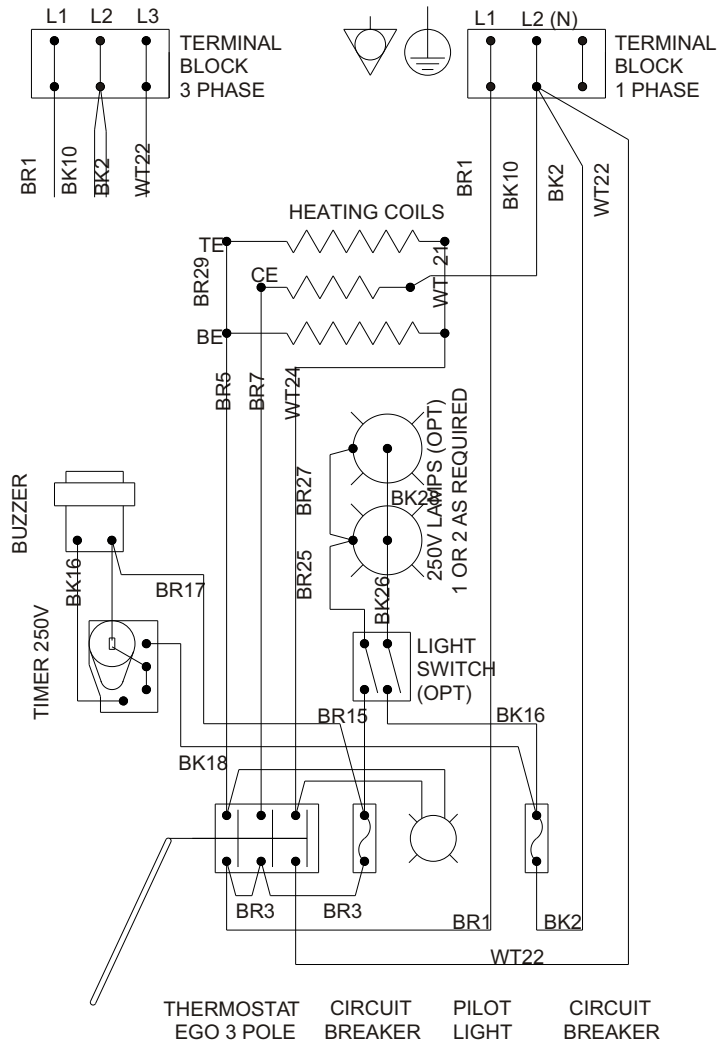 L1 L2 L3
TERMINAL
BLOCK
3 PHASE
L1 L2 (N)
TERMINAL
BLOCK
1 PHASE
BR1
BK10
BK2
WT22
BR1
BK10
BK2
WT22
HEATING COILS
TE
CE
BE
BR29
WT 21
BR5
BR7
WT24
250V LAMPS (OPT)
1 OR 2 AS REQUIRED
BR27
BK28
BR25
BK26
BUZZER
BK16
BR17
TIMER 250V
LIGHT
SWITCH
(OPT)
BR15
BK16
BK18
BR3
BR3
BR1
BK2
WT22
THERMOSTAT
EGO 3 POLE
CIRCUIT
BREAKER
PILOT
LIGHT
CIRCUIT
BREAKER